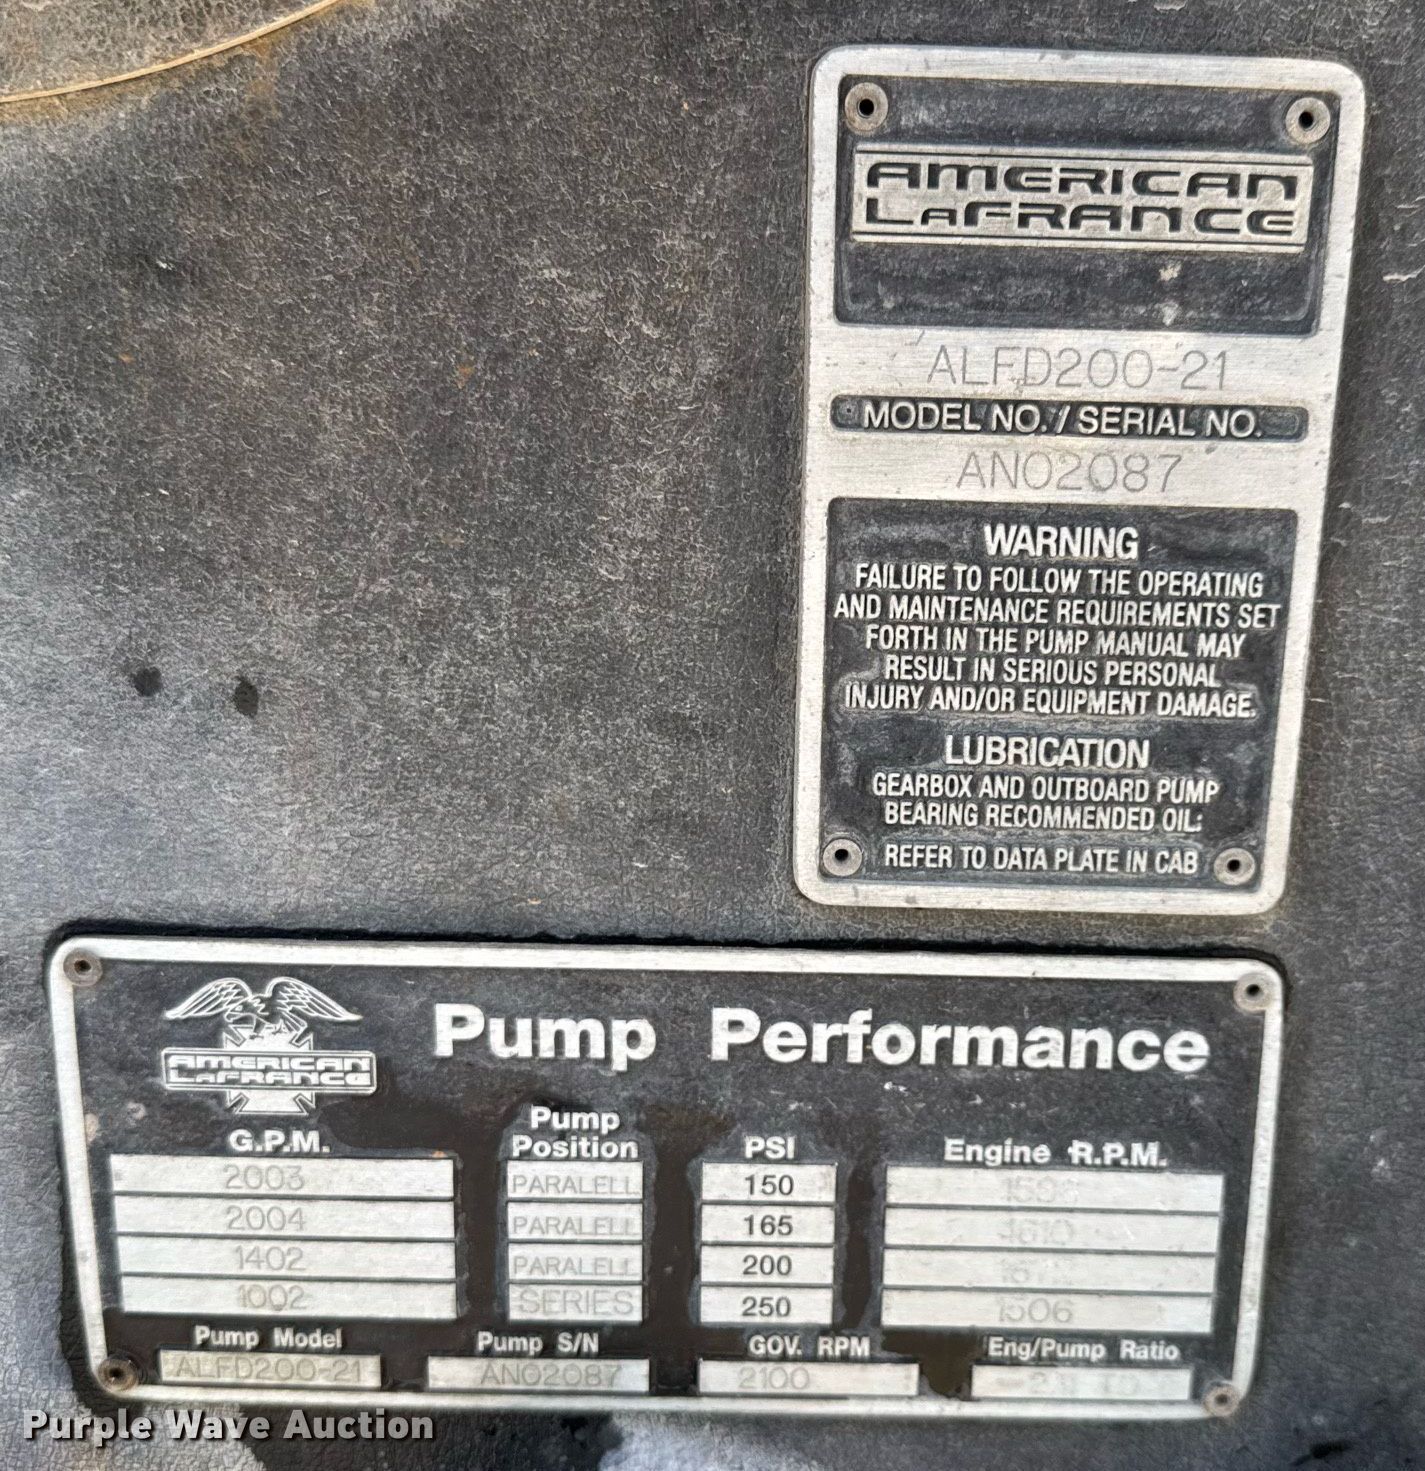 AMERICAN
LAFRANCE
ALFD200-21
MODEL NO. / SERIAL NO.
AN02087
WARNING
FAILURE TO FOLLOW THE OPERATING
AND MAINTENANCE REQUIREMENTS SET
FORTH IN THE PUMP MANUAL MAY
RESULT IN SERIOUS PERSONAL
INJURY AND/OR EQUIPMENT DAMAGE.
LUBRICATION
GEARBOX AND OUTBOARD PUMP
BEARING RECOMMENDED OIL:
REFER TO DATA PLATE IN CAB
AMERICAN
LAFRANCE
Pump Performance
G.P.M. Pump Position PSI Engine R.P.M.
2003 PARALELL 150
2004 PARALELL 165 1610
1402 PARALELL 200
1002 SERIES 250 1506
Pump Model Pump S/N GOV. RPM Eng/Pump Ratio
ALFD200-21 AN02087 2100
Purple Wave Auction